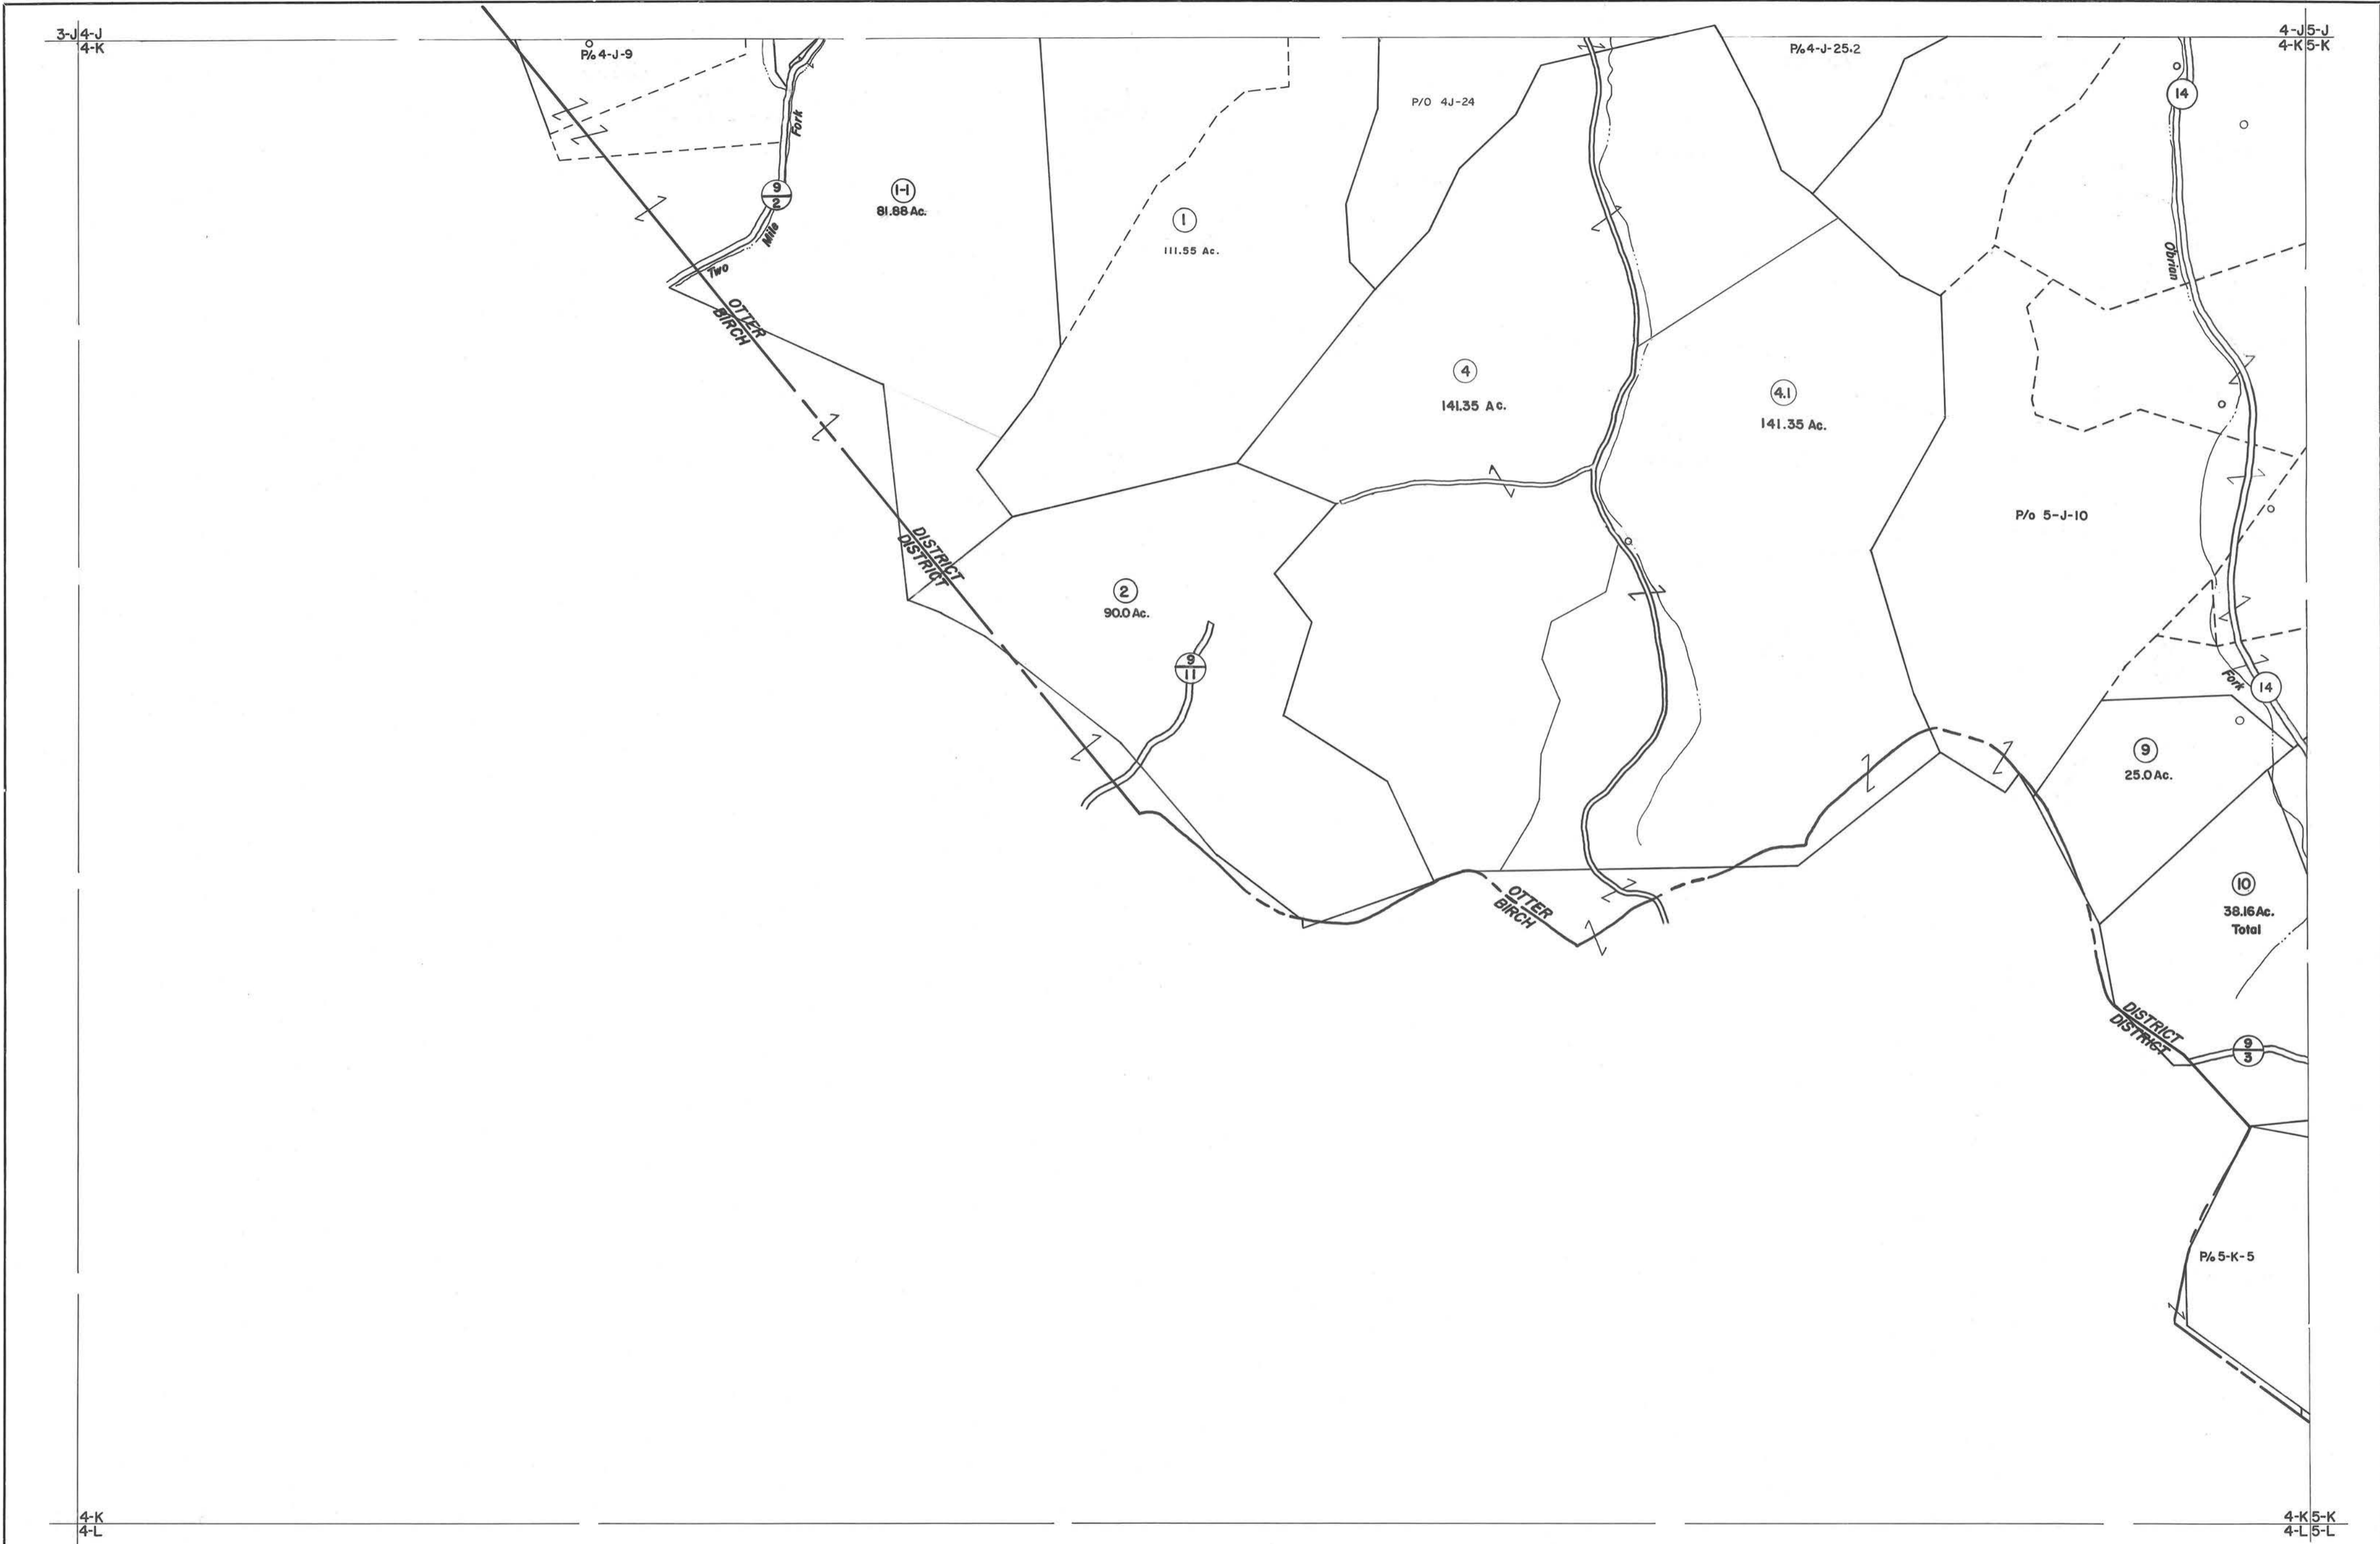 3-J 4-J
4-K
4-J 5-J
4-K 5-K
P/o 4-J-9
P/o 4-J-25.2
P/O 4J-24
14
Fork
9
2
Mile
Two
1-1
81.88 Ac.
1
111.55 Ac.
O'brian
OTTER
BIRCH
4
141.35 Ac.
4.1
141.35 Ac.
P/o 5-J-10
DISTRICT
DISTRICT
2
90.0 Ac.
9
11
Fork
14
9
25.0 Ac.
OTTER
BIRCH
10
38.16 Ac.
Total
DISTRICT
DISTRICT
9
3
P/o 5-K-5
4-K
4-L
4-K 5-K
4-L 5-L